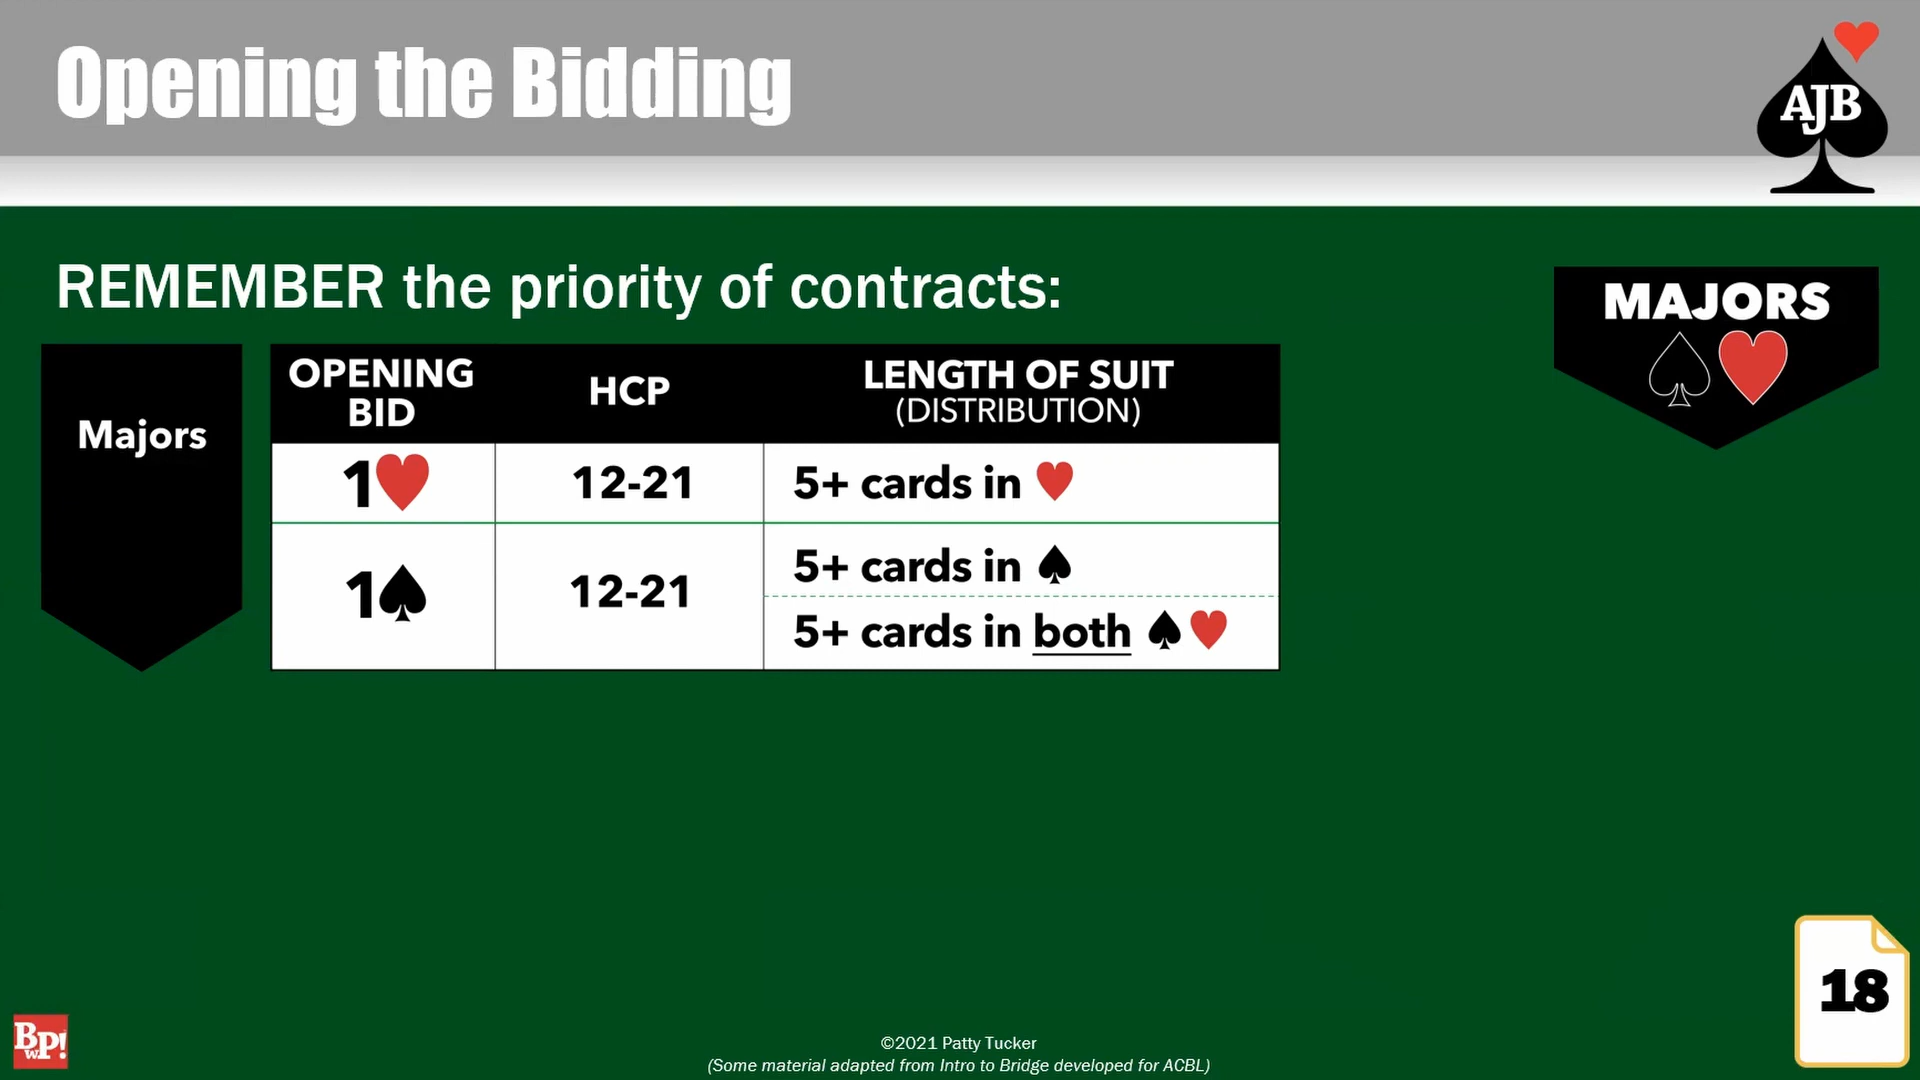 Opening the Bidding
AJB
REMEMBER the priority of contracts:
MAJORS
Majors
OPENING BID
HCP
LENGTH OF SUIT
(DISTRIBUTION)
1♥
12-21
5+ cards in ♥
1♠
12-21
5+ cards in ♠
5+ cards in both ♠♥
18
BwP!
©2021 Patty Tucker
(Some material adapted from Intro to Bridge developed for ACBL)